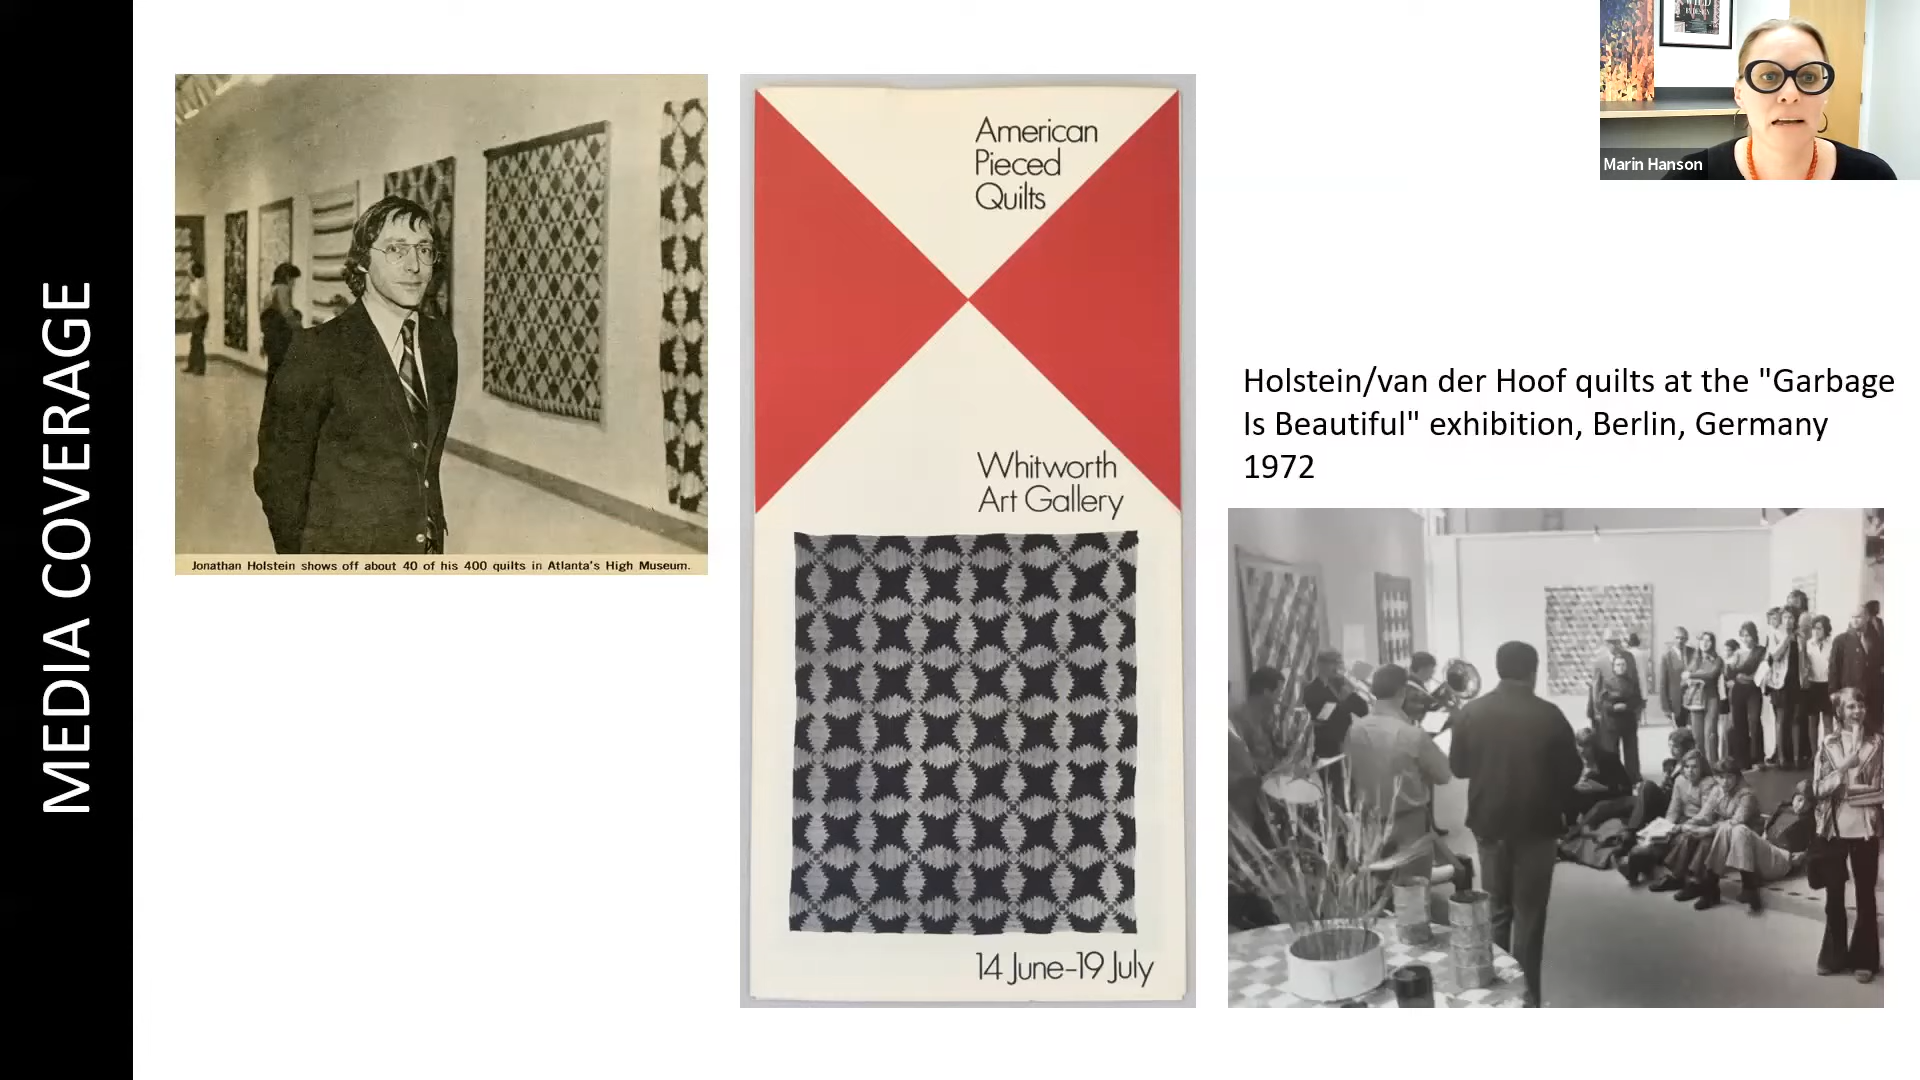 MEDIA COVERAGE
Jonathan Holstein shows off about 40 of his 400 quilts in Atlanta's High Museum.
American
Pieced
Quilts
Whitworth
Art Gallery
14 June-19 July
Holstein/van der Hoof quilts at the "Garbage
Is Beautiful" exhibition, Berlin, Germany
1972
Marin Hanson